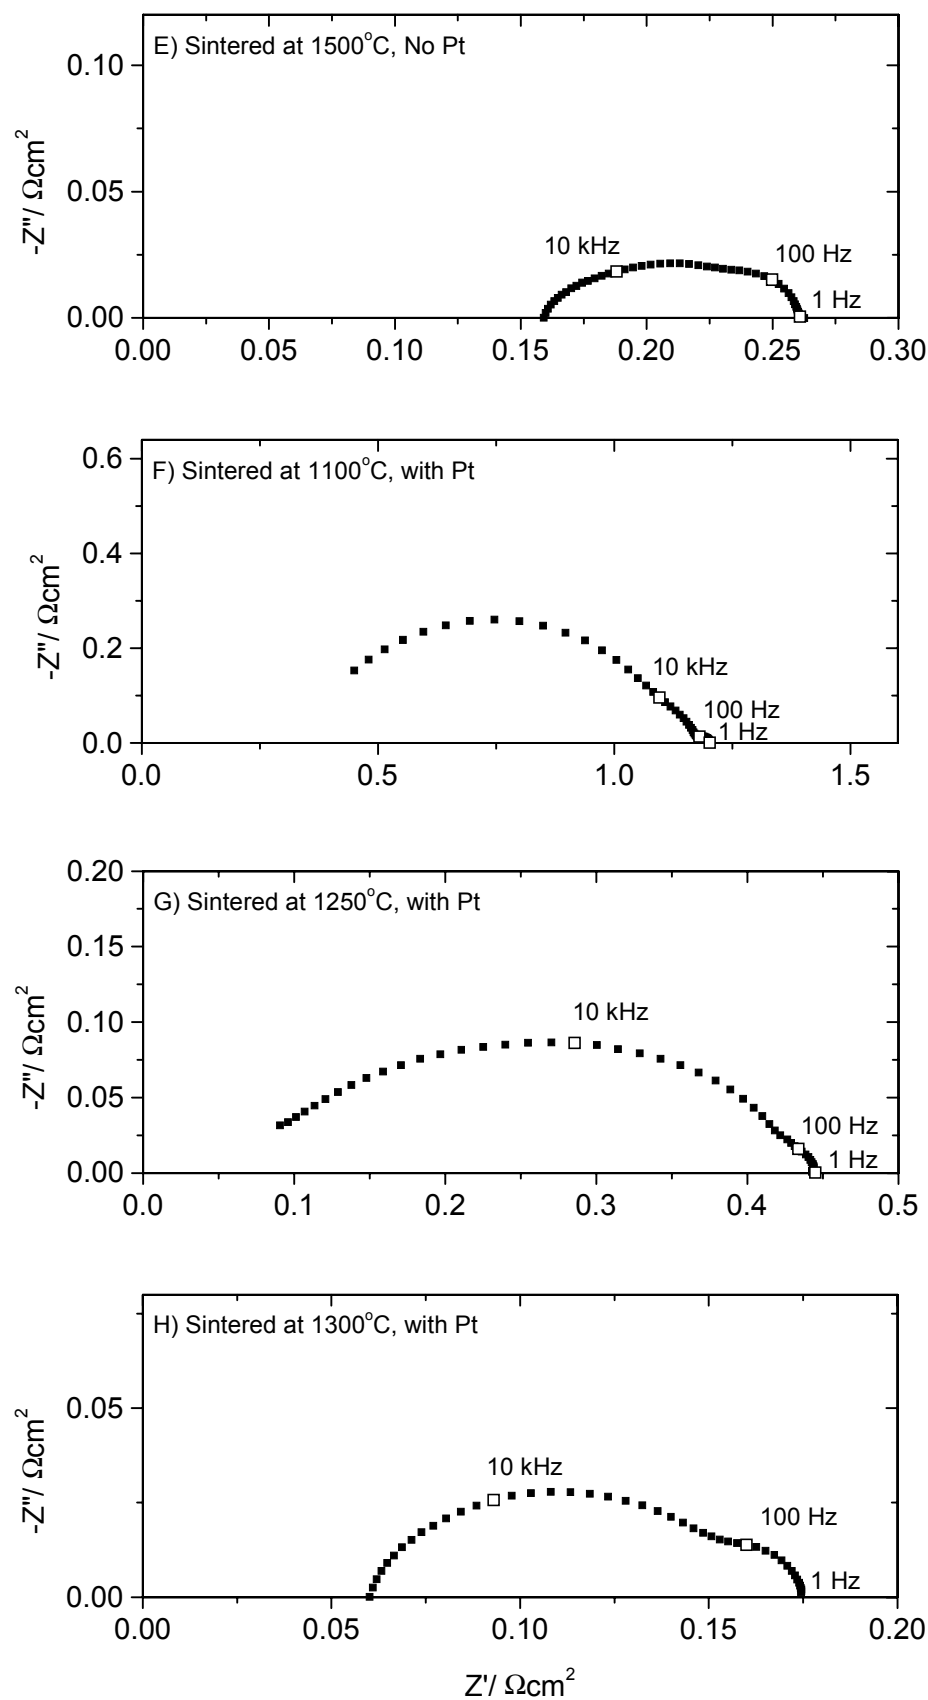 E) Sintered at 1500°C, No Pt
0.10
0.05
0.00
-Z"/ Ωcm²
10 kHz
100 Hz
1 Hz
0.00 0.05 0.10 0.15 0.20 0.25 0.30
F) Sintered at 1100°C, with Pt
0.6
0.4
0.2
0.0
-Z"/ Ωcm²
10 kHz
100 Hz
1 Hz
0.0 0.5 1.0 1.5
G) Sintered at 1250°C, with Pt
0.20
0.15
0.10
0.05
0.00
-Z"/ Ωcm²
10 kHz
100 Hz
1 Hz
0.0 0.1 0.2 0.3 0.4 0.5
H) Sintered at 1300°C, with Pt
0.05
0.00
-Z"/ Ωcm²
10 kHz
100 Hz
1 Hz
0.00 0.05 0.10 0.15 0.20
Z'/ Ωcm²